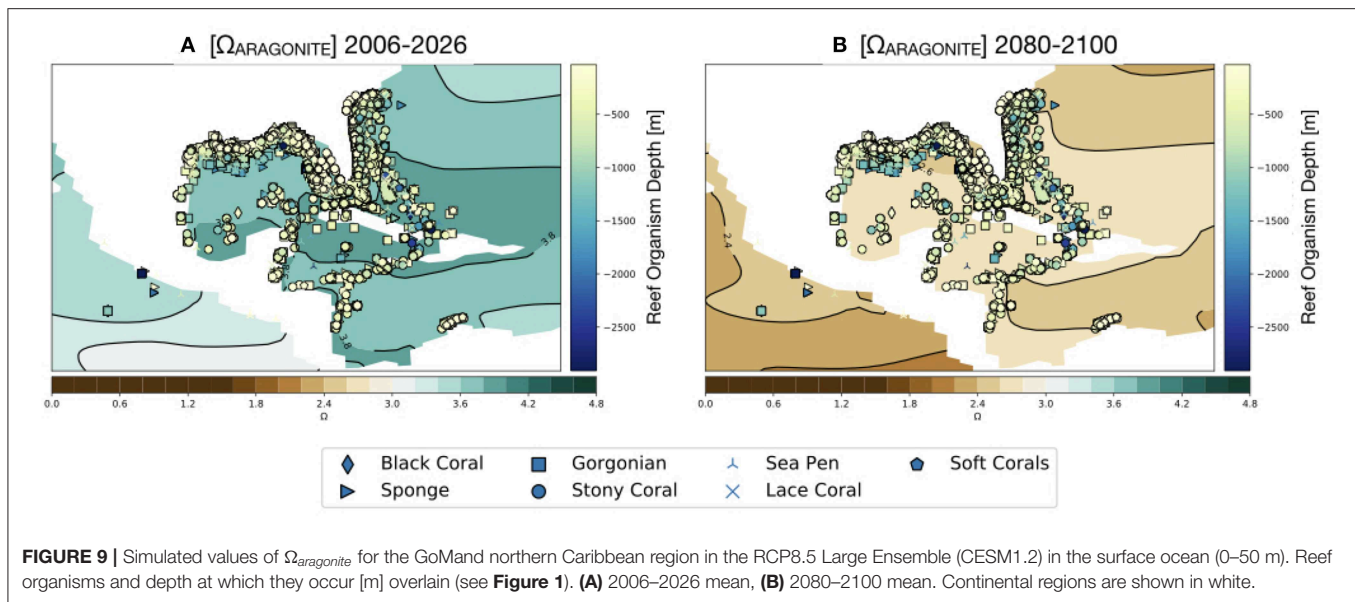 A [ΩARAGONITE] 2006-2026
B [ΩARAGONITE] 2080-2100
3.8
3.8
−500
−1000
−1500
−2000
−2500
Reef Organism Depth [m]
0.0 0.6 1.2 1.8 2.4 3.0 3.6 4.2 4.8
Ω
2.4
−500
−1000
−1500
−2000
−2500
Reef Organism Depth [m]
0.0 0.6 1.2 1.8 2.4 3.0 3.6 4.2 4.8
Ω
Black Coral Gorgonian Sea Pen Soft Corals
Sponge Stony Coral Lace Coral
FIGURE 9 | Simulated values of Ωaragonite for the GoMand northern Caribbean region in the RCP8.5 Large Ensemble (CESM1.2) in the surface ocean (0–50 m). Reef
organisms and depth at which they occur [m] overlain (see Figure 1). (A) 2006–2026 mean, (B) 2080–2100 mean. Continental regions are shown in white.